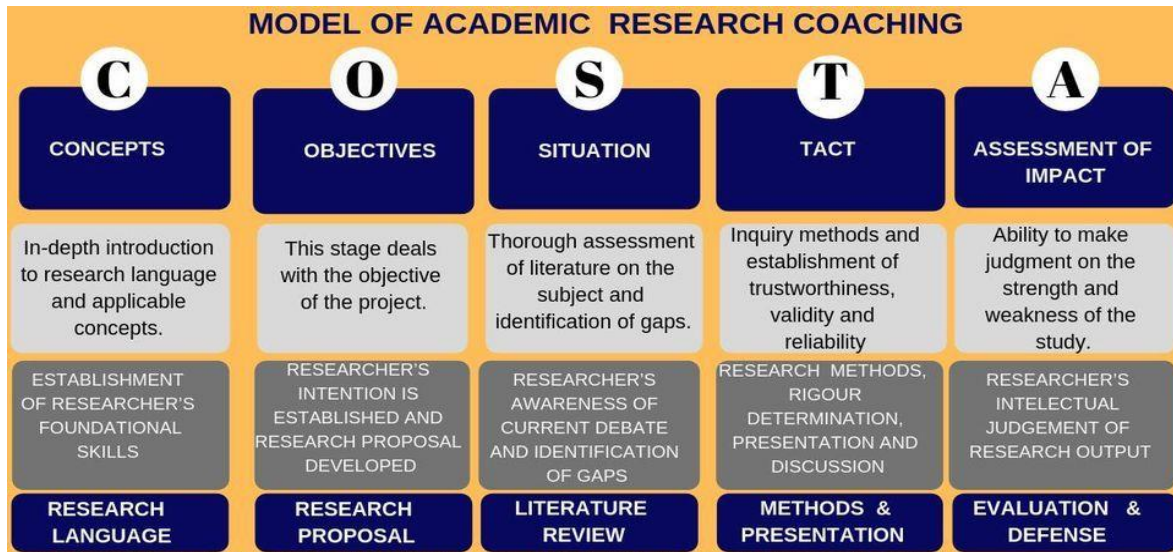 MODEL OF ACADEMIC RESEARCH COACHING
C
CONCEPTS
In-depth introduction
to research language
and applicable
concepts.
ESTABLISHMENT
OF RESEARCHER'S
FOUNDATIONAL
SKILLS
RESEARCH
LANGUAGE
O
OBJECTIVES
This stage deals
with the objective
of the project.
RESEARCHER'S
INTENTION IS
ESTABLISHED AND
RESEARCH PROPOSAL
DEVELOPED
RESEARCH
PROPOSAL
S
SITUATION
Thorough assessment
of literature on the
subject and
identification of gaps.
RESEARCHER'S
AWARENESS OF
CURRENT DEBATE
AND IDENTIFICATION
OF GAPS
LITERATURE
REVIEW
T
TACT
Inquiry methods and
establishment of
trustworthiness,
validity and
reliability
RESEARCH METHODS,
RIGOUR
DETERMINATION,
PRESENTATION AND
DISCUSSION
METHODS &
PRESENTATION
A
ASSESSMENT OF
IMPACT
Ability to make
judgment on the
strength and
weakness of the
study.
RESEARCHER'S
INTELECTUAL
JUDGEMENT OF
RESEARCH OUTPUT
EVALUATION &
DEFENSE